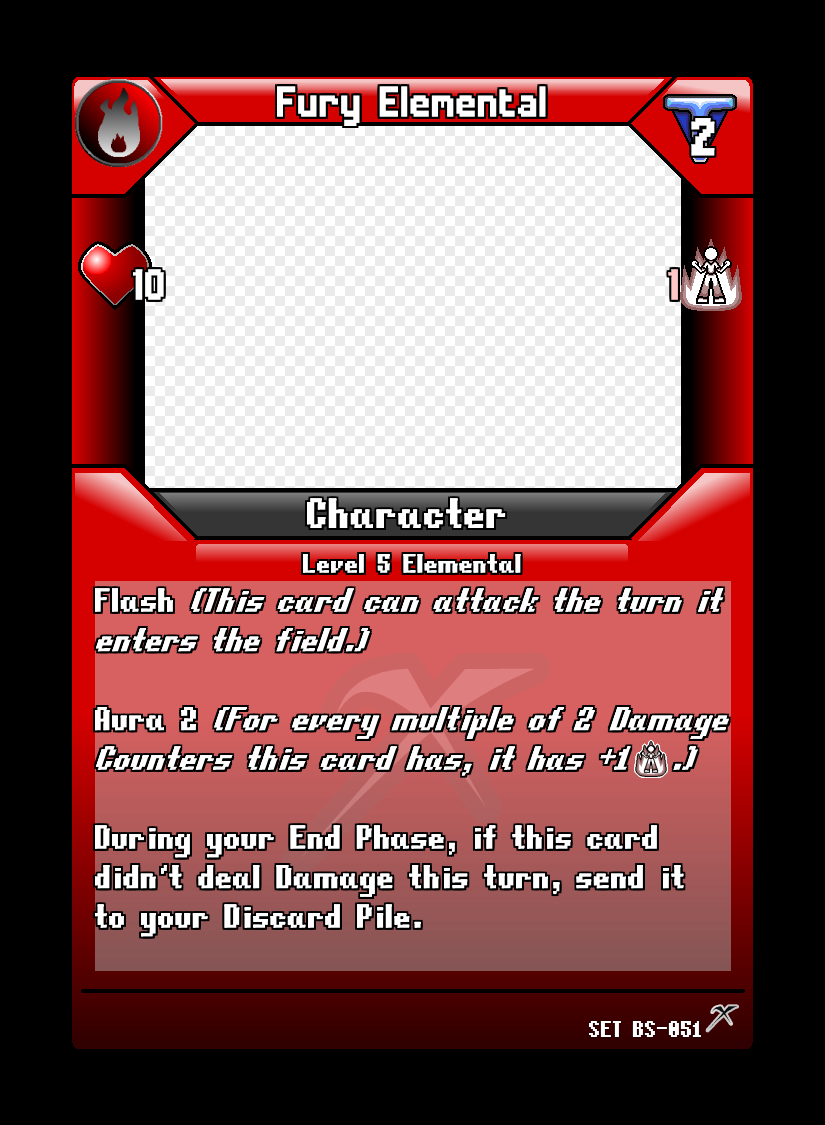 Fury Elemental
2
10
1
Character
Level 5 Elemental
Flash (This card can attack the turn it
enters the field.)
Aura 2 (For every multiple of 2 Damage
Counters this card has, it has +1.)
During your End Phase, if this card
didn't deal Damage this turn, send it
to your Discard Pile.
SET BS-051